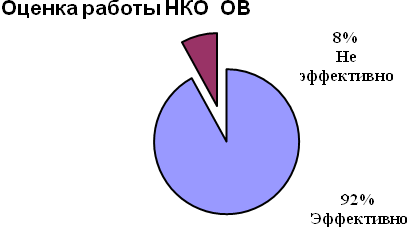 Оценка работы НКО ОВ
8%
Не
эффективно
92%
Эффективно